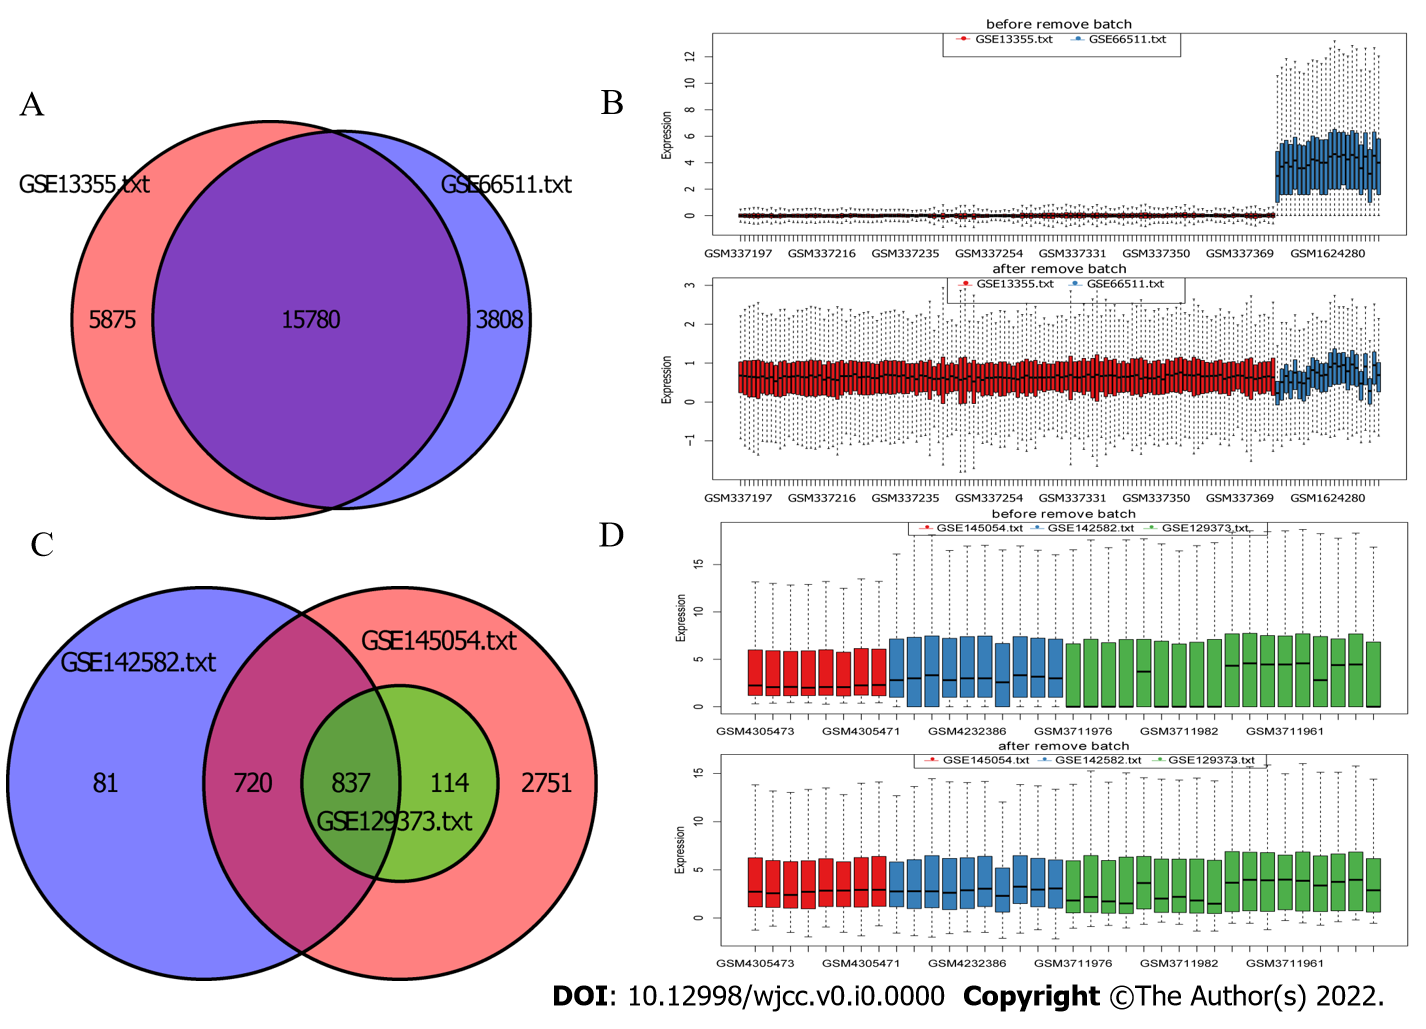 A
GSE13355.txt
GSE66511.txt
5875
15780
3808
B
before remove batch
GSE13355.txt GSE66511.txt
Expression
12
10
8
6
4
2
0
GSM337197 GSM337216 GSM337235 GSM337254 GSM337331 GSM337350 GSM337369 GSM1624280
after remove batch
GSE13355.txt GSE66511.txt
Expression
3
2
1
0
−1
GSM337197 GSM337216 GSM337235 GSM337254 GSM337331 GSM337350 GSM337369 GSM1624280
C
GSE142582.txt
GSE145054.txt
81
720
837
114
2751
GSE129373.txt
D
before remove batch
GSE145054.txt GSE142582.txt GSE129373.txt
Expression
15
10
5
0
GSM4305473 GSM4305471 GSM4232386 GSM3711976 GSM3711982 GSM3711961
after remove batch
GSE145054.txt GSE142582.txt GSE129373.txt
Expression
15
10
5
0
GSM4305473 GSM4305471 GSM4232386 GSM3711976 GSM3711982 GSM3711961
DOI: 10.12998/wjcc.v0.i0.0000 Copyright ©The Author(s) 2022.